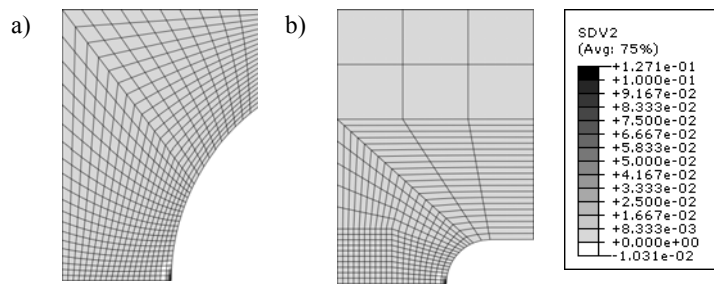 a)
b)
SDV2
(Avg: 75%)
+1.271e-01
+1.000e-01
+9.167e-02
+8.333e-02
+7.500e-02
+6.667e-02
+5.833e-02
+5.000e-02
+4.167e-02
+3.333e-02
+2.500e-02
+1.667e-02
+8.333e-03
+0.000e+00
-1.031e-02